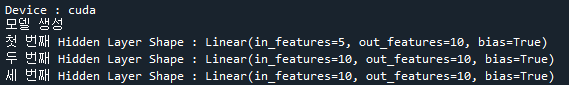 Device : cuda
모델 생성
첫 번째 Hidden Layer Shape : Linear(in_features=5, out_features=10, bias=True)
두 번째 Hidden Layer Shape : Linear(in_features=10, out_features=10, bias=True)
세 번째 Hidden Layer Shape : Linear(in_features=10, out_features=10, bias=True)